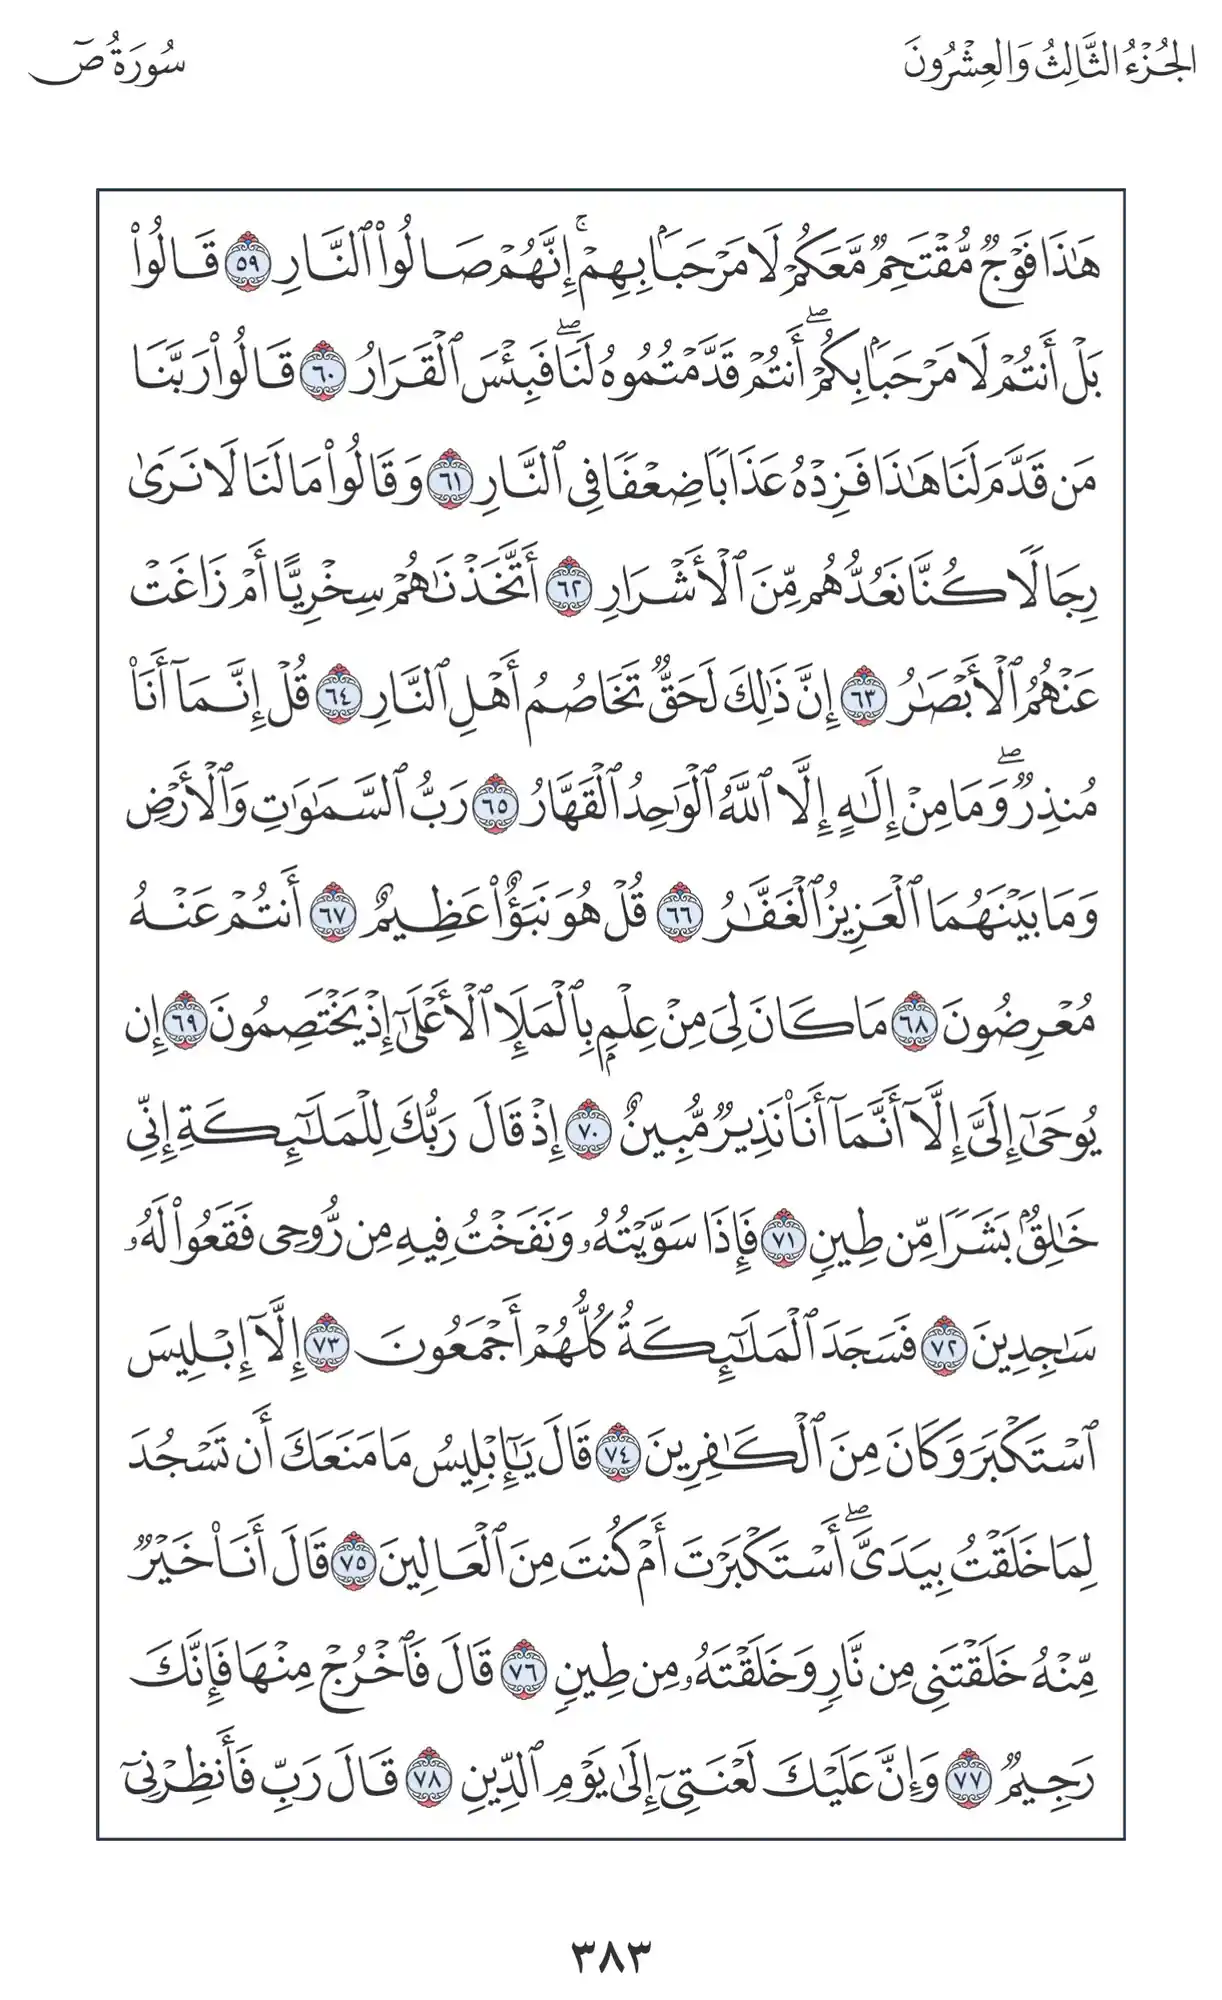 الجُزْءُ الثَّالِثُ وَالعِشْرُونَ
سُورَةُ صٓ
هَٰذَا فَوْجٌ مُّقْتَحِمٌ مَّعَكُمْ لَا مَرْحَبَۢا بِهِمْ ۚ إِنَّهُمْ صَالُوا۟ ٱلنَّارِ ٥٩ قَالُوا۟
بَلْ أَنتُمْ لَا مَرْحَبَۢا بِكُمْ ۖ أَنتُمْ قَدَّمْتُمُوهُ لَنَا ۖ فَبِئْسَ ٱلْقَرَارُ ٦٠ قَالُوا۟ رَبَّنَا
مَن قَدَّمَ لَنَا هَٰذَا فَزِدْهُ عَذَابًا ضِعْفًا فِى ٱلنَّارِ ٦١ وَقَالُوا۟ مَا لَنَا لَا نَرَىٰ
رِجَالًا كُنَّا نَعُدُّهُم مِّنَ ٱلْأَشْرَارِ ٦٢ أَتَّخَذْنَٰهُمْ سِخْرِيًّا أَمْ زَاغَتْ
عَنْهُمُ ٱلْأَبْصَٰرُ ٦٣ إِنَّ ذَٰلِكَ لَحَقٌّ تَخَاصُمُ أَهْلِ ٱلنَّارِ ٦٤ قُلْ إِنَّمَآ أَنَا۠
مُنذِرٌ ۖ وَمَا مِنْ إِلَٰهٍ إِلَّا ٱللَّهُ ٱلْوَٰحِدُ ٱلْقَهَّارُ ٦٥ رَبُّ ٱلسَّمَٰوَٰتِ وَٱلْأَرْضِ
وَمَا بَيْنَهُمَا ٱلْعَزِيزُ ٱلْغَفَّٰرُ ٦٦ قُلْ هُوَ نَبَؤٌا۟ عَظِيمٌ ٦٧ أَنتُمْ عَنْهُ
مُعْرِضُونَ ٦٨ مَا كَانَ لِىَ مِنْ عِلْمٍۭ بِٱلْمَلَإِ ٱلْأَعْلَىٰٓ إِذْ يَخْتَصِمُونَ ٦٩ إِن
يُوحَىٰٓ إِلَىَّ إِلَّآ أَنَّمَآ أَنَا۠ نَذِيرٌ مُّبِينٌ ٧٠ إِذْ قَالَ رَبُّكَ لِلْمَلَٰٓئِكَةِ إِنِّى
خَٰلِقٌۢ بَشَرًا مِّن طِينٍ ٧١ فَإِذَا سَوَّيْتُهُۥ وَنَفَخْتُ فِيهِ مِن رُّوحِى فَقَعُوا۟ لَهُۥ
سَٰجِدِينَ ٧٢ فَسَجَدَ ٱلْمَلَٰٓئِكَةُ كُلُّهُمْ أَجْمَعُونَ ٧٣ إِلَّآ إِبْلِيسَ
ٱسْتَكْبَرَ وَكَانَ مِنَ ٱلْكَٰفِرِينَ ٧٤ قَالَ يَٰٓإِبْلِيسُ مَا مَنَعَكَ أَن تَسْجُدَ
لِمَا خَلَقْتُ بِيَدَىَّ ۖ أَسْتَكْبَرْتَ أَمْ كُنتَ مِنَ ٱلْعَالِينَ ٧٥ قَالَ أَنَا۠ خَيْرٌ
مِّنْهُ خَلَقْتَنِى مِن نَّارٍ وَخَلَقْتَهُۥ مِن طِينٍ ٧٦ قَالَ فَٱخْرُجْ مِنْهَا فَإِنَّكَ
رَجِيمٌ ٧٧ وَإِنَّ عَلَيْكَ لَعْنَتِىٓ إِلَىٰ يَوْمِ ٱلدِّينِ ٧٨ قَالَ رَبِّ فَأَنظِرْنِىٓ
٣٨٣